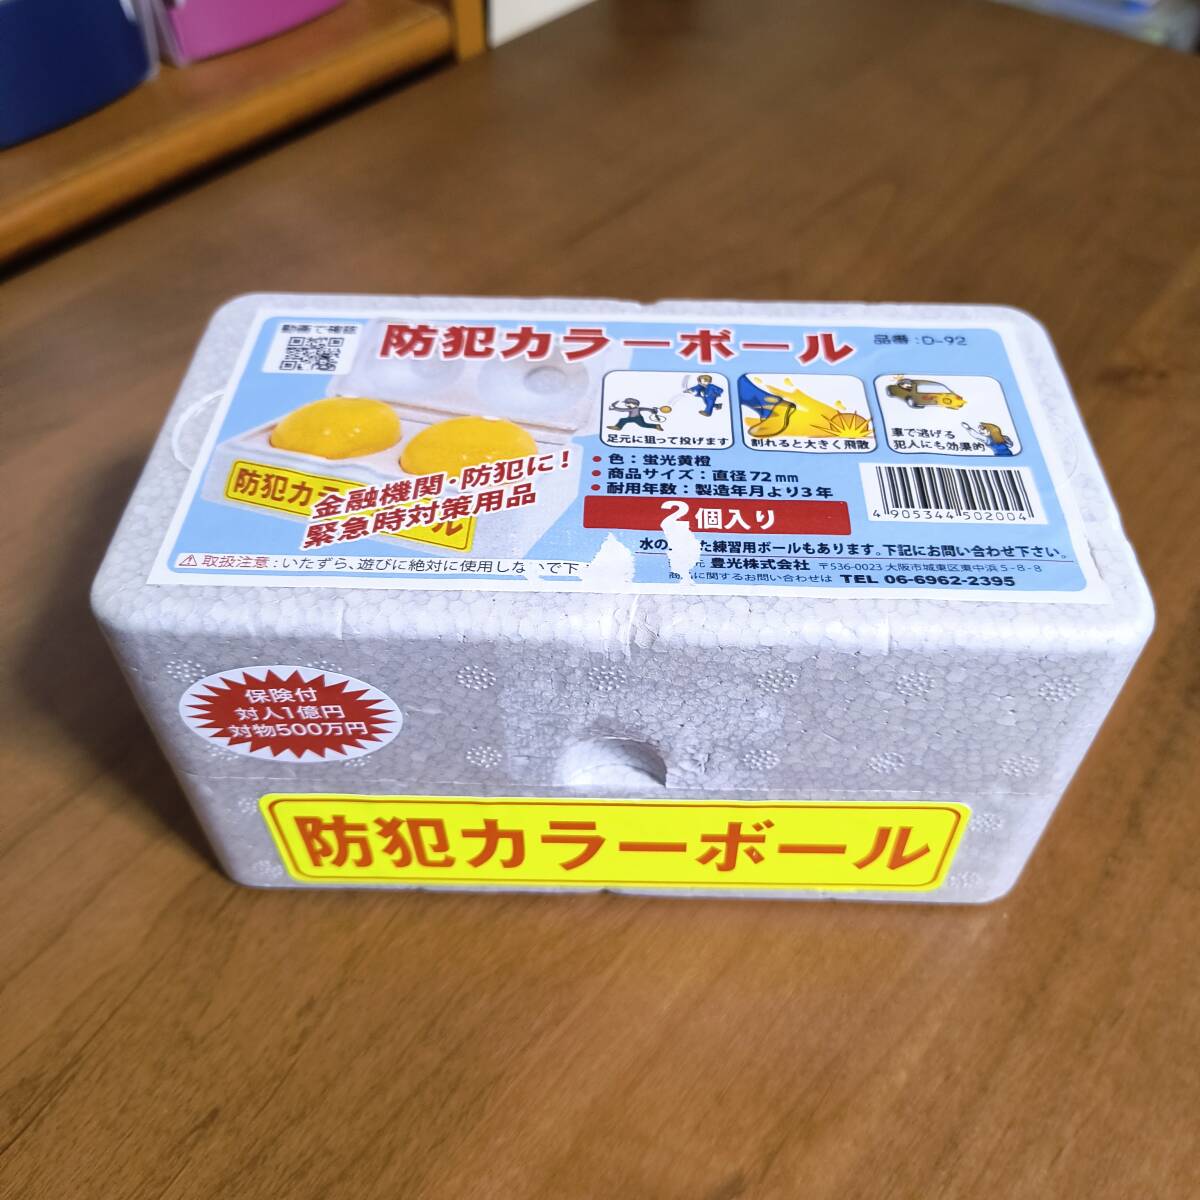 動画で確認
防犯カラーボール
品番:D-92
足元に狙って投げます
割れると大きく飛散
車で逃げる
犯人にも効果的
防犯カラーボール
金融機関・防犯に!
緊急時対策用品
●色:蛍光黄橙
●商品サイズ:直径72mm
●耐用年数:製造年月より3年
2個入り
4 905344 502004
水の た練習用ボールもあります。下記にお問い合わせ下さい。
⚠取扱注意:いたずら、遊びに絶対に使用しないで下
元 豊光株式会社 〒536-0023 大阪市城東区東中浜5-8-8
商品に関するお問い合わせは TEL 06-6962-2395
保険付
対人1億円
対物500万円
防犯カラーボール